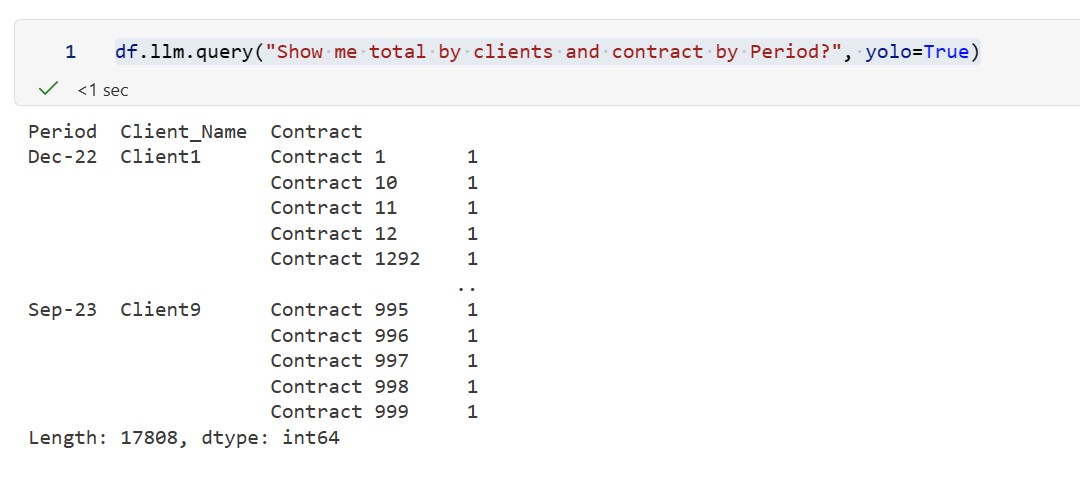 1 df.llm.query("Show me total by clients and contract by Period?", yolo=True)
<1 sec
Period Client_Name Contract
Dec-22 Client1 Contract 1 1
Contract 10 1
Contract 11 1
Contract 12 1
Contract 1292 1
..
Sep-23 Client9 Contract 995 1
Contract 996 1
Contract 997 1
Contract 998 1
Contract 999 1
Length: 17808, dtype: int64